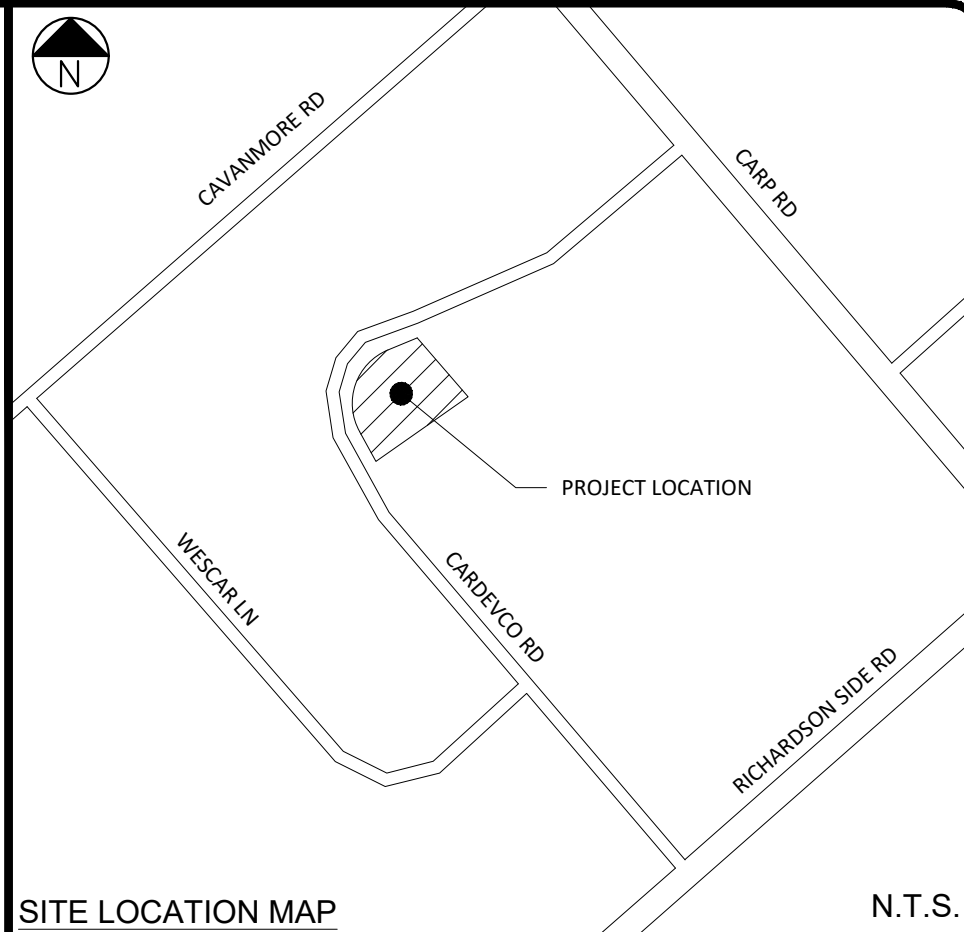 N
CAVANMORE RD
CARP RD
PROJECT LOCATION
WESCAR LN
CARDEVCO RD
RICHARDSON SIDE RD
SITE LOCATION MAP
N.T.S.